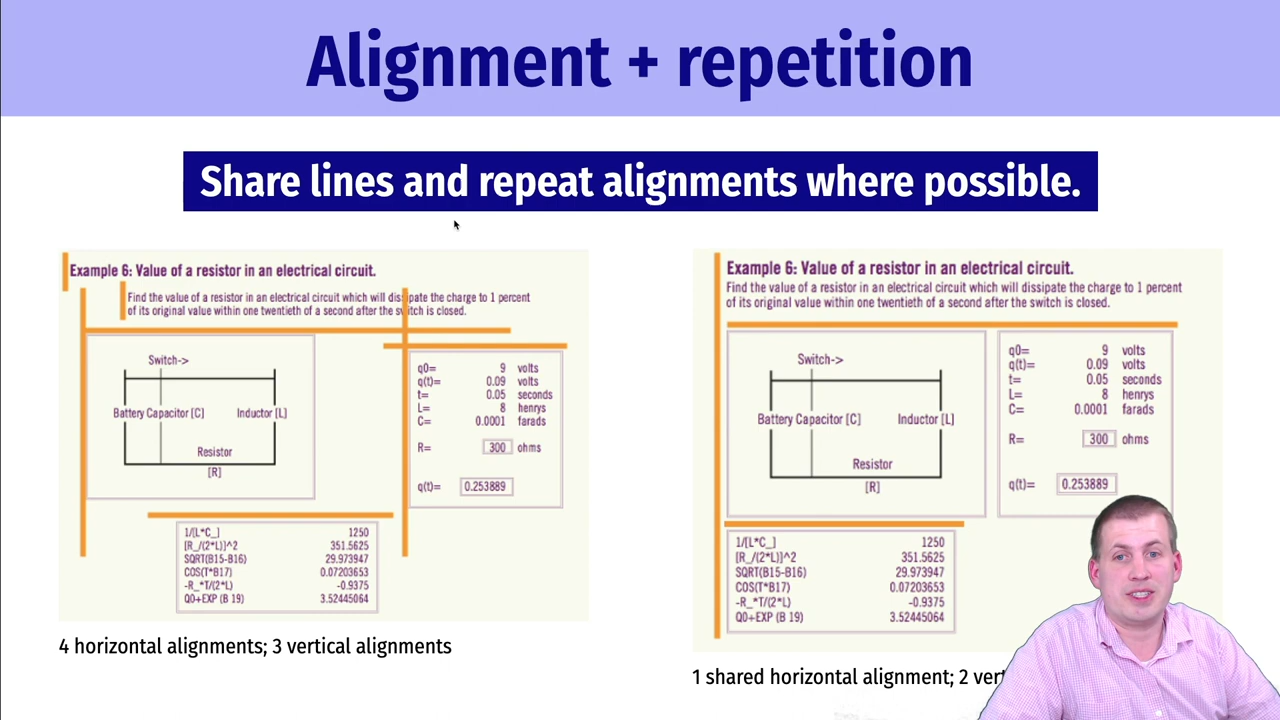 Alignment + repetition
Share lines and repeat alignments where possible.
Example 6: Value of a resistor in an electrical circuit.
Find the value of a resistor in an electrical circuit which will dissipate the charge to 1 percent
of its original value within one twentieth of a second after the switch is closed.
Switch->
Battery Capacitor [C] Inductor [L]
Resistor
[R]
q0= 9 volts
q(t)= 0.09 volts
t= 0.05 seconds
L= 8 henrys
C= 0.0001 farads
R= 300 ohms
q(t)= 0.253889
1/[L*C_] 1250
[R_/(2*L)]^2 351.5625
SQRT(B15-B16) 29.973947
COS(T*B17) 0.07203653
-R_*T/(2*L) -0.9375
Q0+EXP (B 19) 3.52445064
4 horizontal alignments; 3 vertical alignments
Example 6: Value of a resistor in an electrical circuit.
Find the value of a resistor in an electrical circuit which will dissipate the charge to 1 percent
of its original value within one twentieth of a second after the switch is closed.
Switch->
Battery Capacitor [C] Inductor [L]
Resistor
[R]
q0= 9 volts
q(t)= 0.09 volts
t= 0.05 seconds
L= 8 henrys
C= 0.0001 farads
R= 300 ohms
q(t)= 0.253889
1/[L*C_] 1250
[R_/(2*L)]^2 351.5625
SQRT(B15-B16) 29.973947
COS(T*B17) 0.07203653
-R_*T/(2*L) -0.9375
Q0+EXP (B 19) 3.52445064
1 shared horizontal alignment; 2 vert